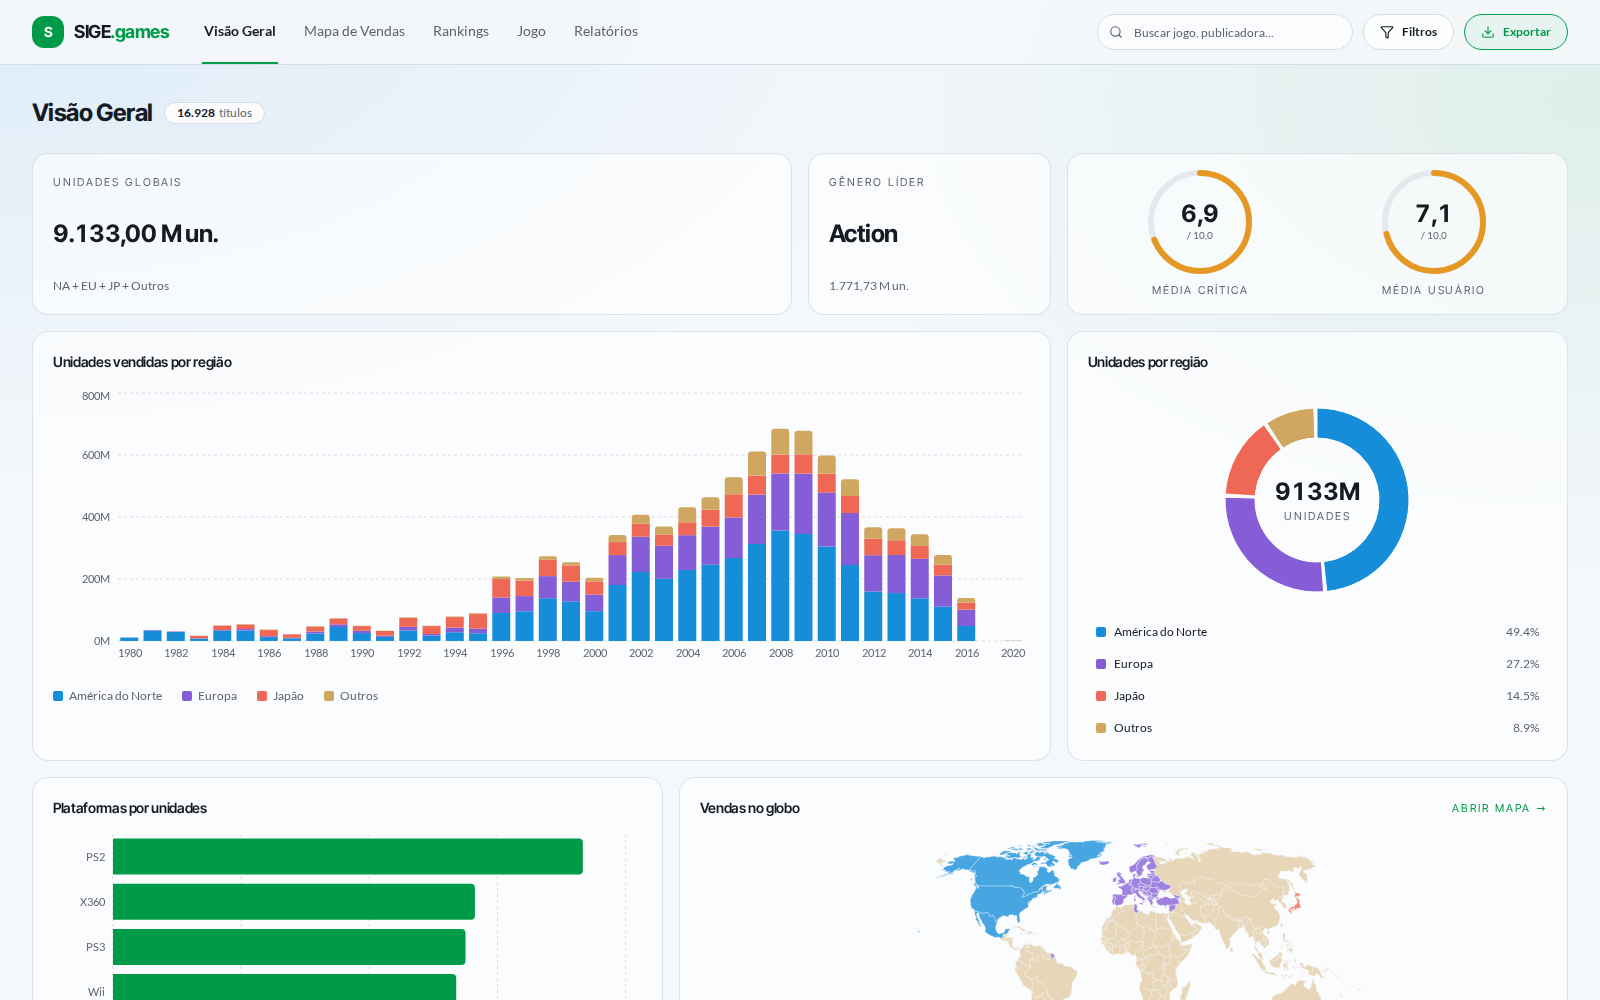 S SIGE.games Visão Geral Mapa de Vendas Rankings Jogo Relatórios Buscar jogo, publicadora... Filtros Exportar
Visão Geral 16.928 títulos
UNIDADES GLOBAIS
9.133,00 M un.
NA + EU + JP + Outros
GÊNERO LÍDER
Action
1.771,73 M un.
6,9
/ 10,0
MÉDIA CRÍTICA
7,1
/ 10,0
MÉDIA USUÁRIO
Unidades vendidas por região
800M
600M
400M
200M
0M
1980 1982 1984 1986 1988 1990 1992 1994 1996 1998 2000 2002 2004 2006 2008 2010 2012 2014 2016 2020
América do Norte Europa Japão Outros
Unidades por região
9133M
UNIDADES
América do Norte 49.4%
Europa 27.2%
Japão 14.5%
Outros 8.9%
Plataformas por unidades
PS2
X360
PS3
Wii
Vendas no globo ABRIR MAPA →